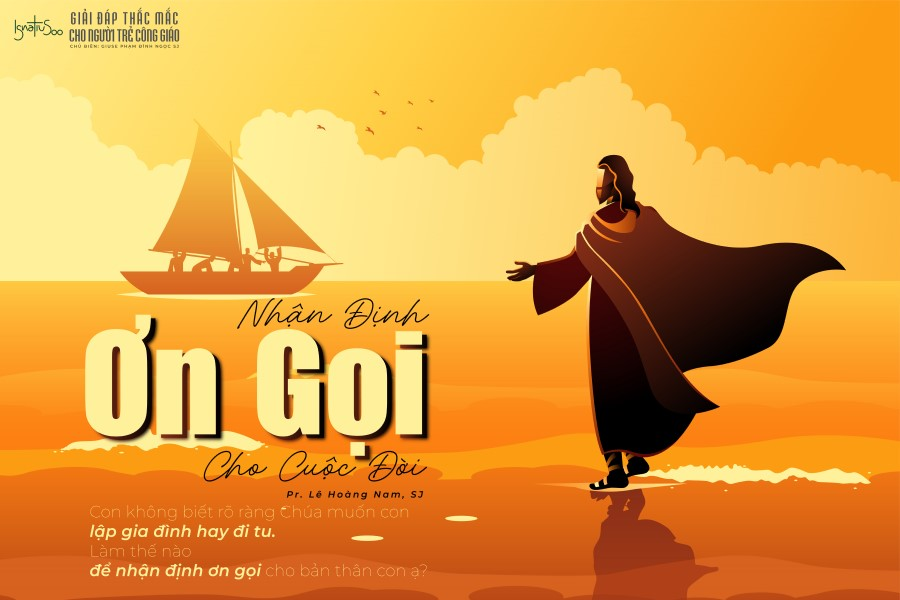 Ignatius500
GIẢI ĐÁP THẮC MẮC
CHO NGƯỜI TRẺ CÔNG GIÁO
CHỦ BIÊN: GIUSE PHẠM ĐÌNH NGỌC SJ
Nhận Định
Ơn Gọi
Cho Cuộc Đời
Pr. Lê Hoàng Nam, SJ
Con không biết rõ ràng Chúa muốn con
lập gia đình hay đi tu.
Làm thế nào
để nhận định ơn gọi cho bản thân con ạ?